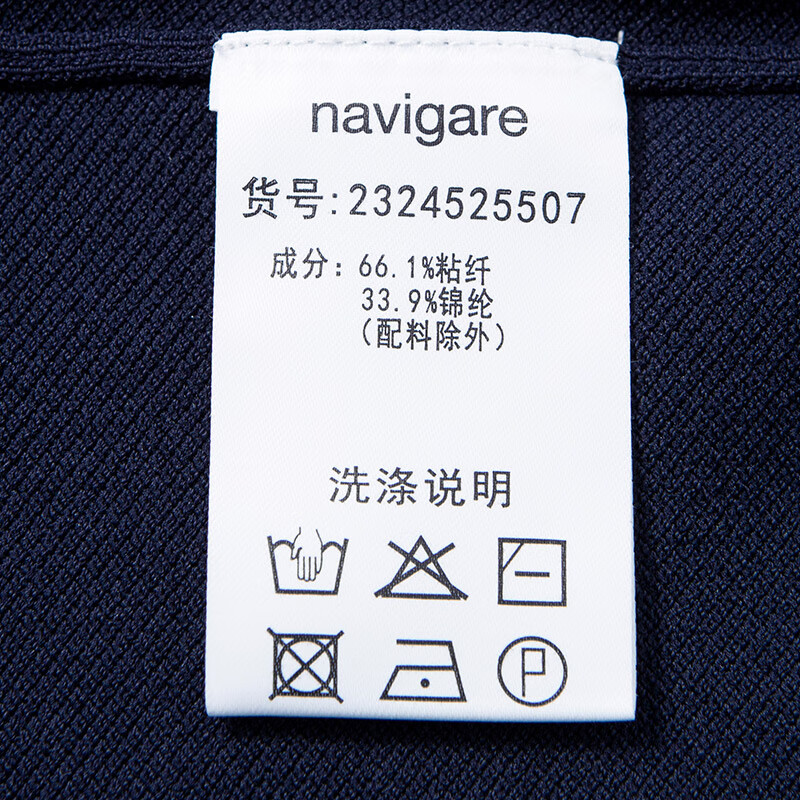 navigare
货号:2324525507
成分：66.1%粘纤
33.9%锦纶
（配料除外）
洗涤说明
P